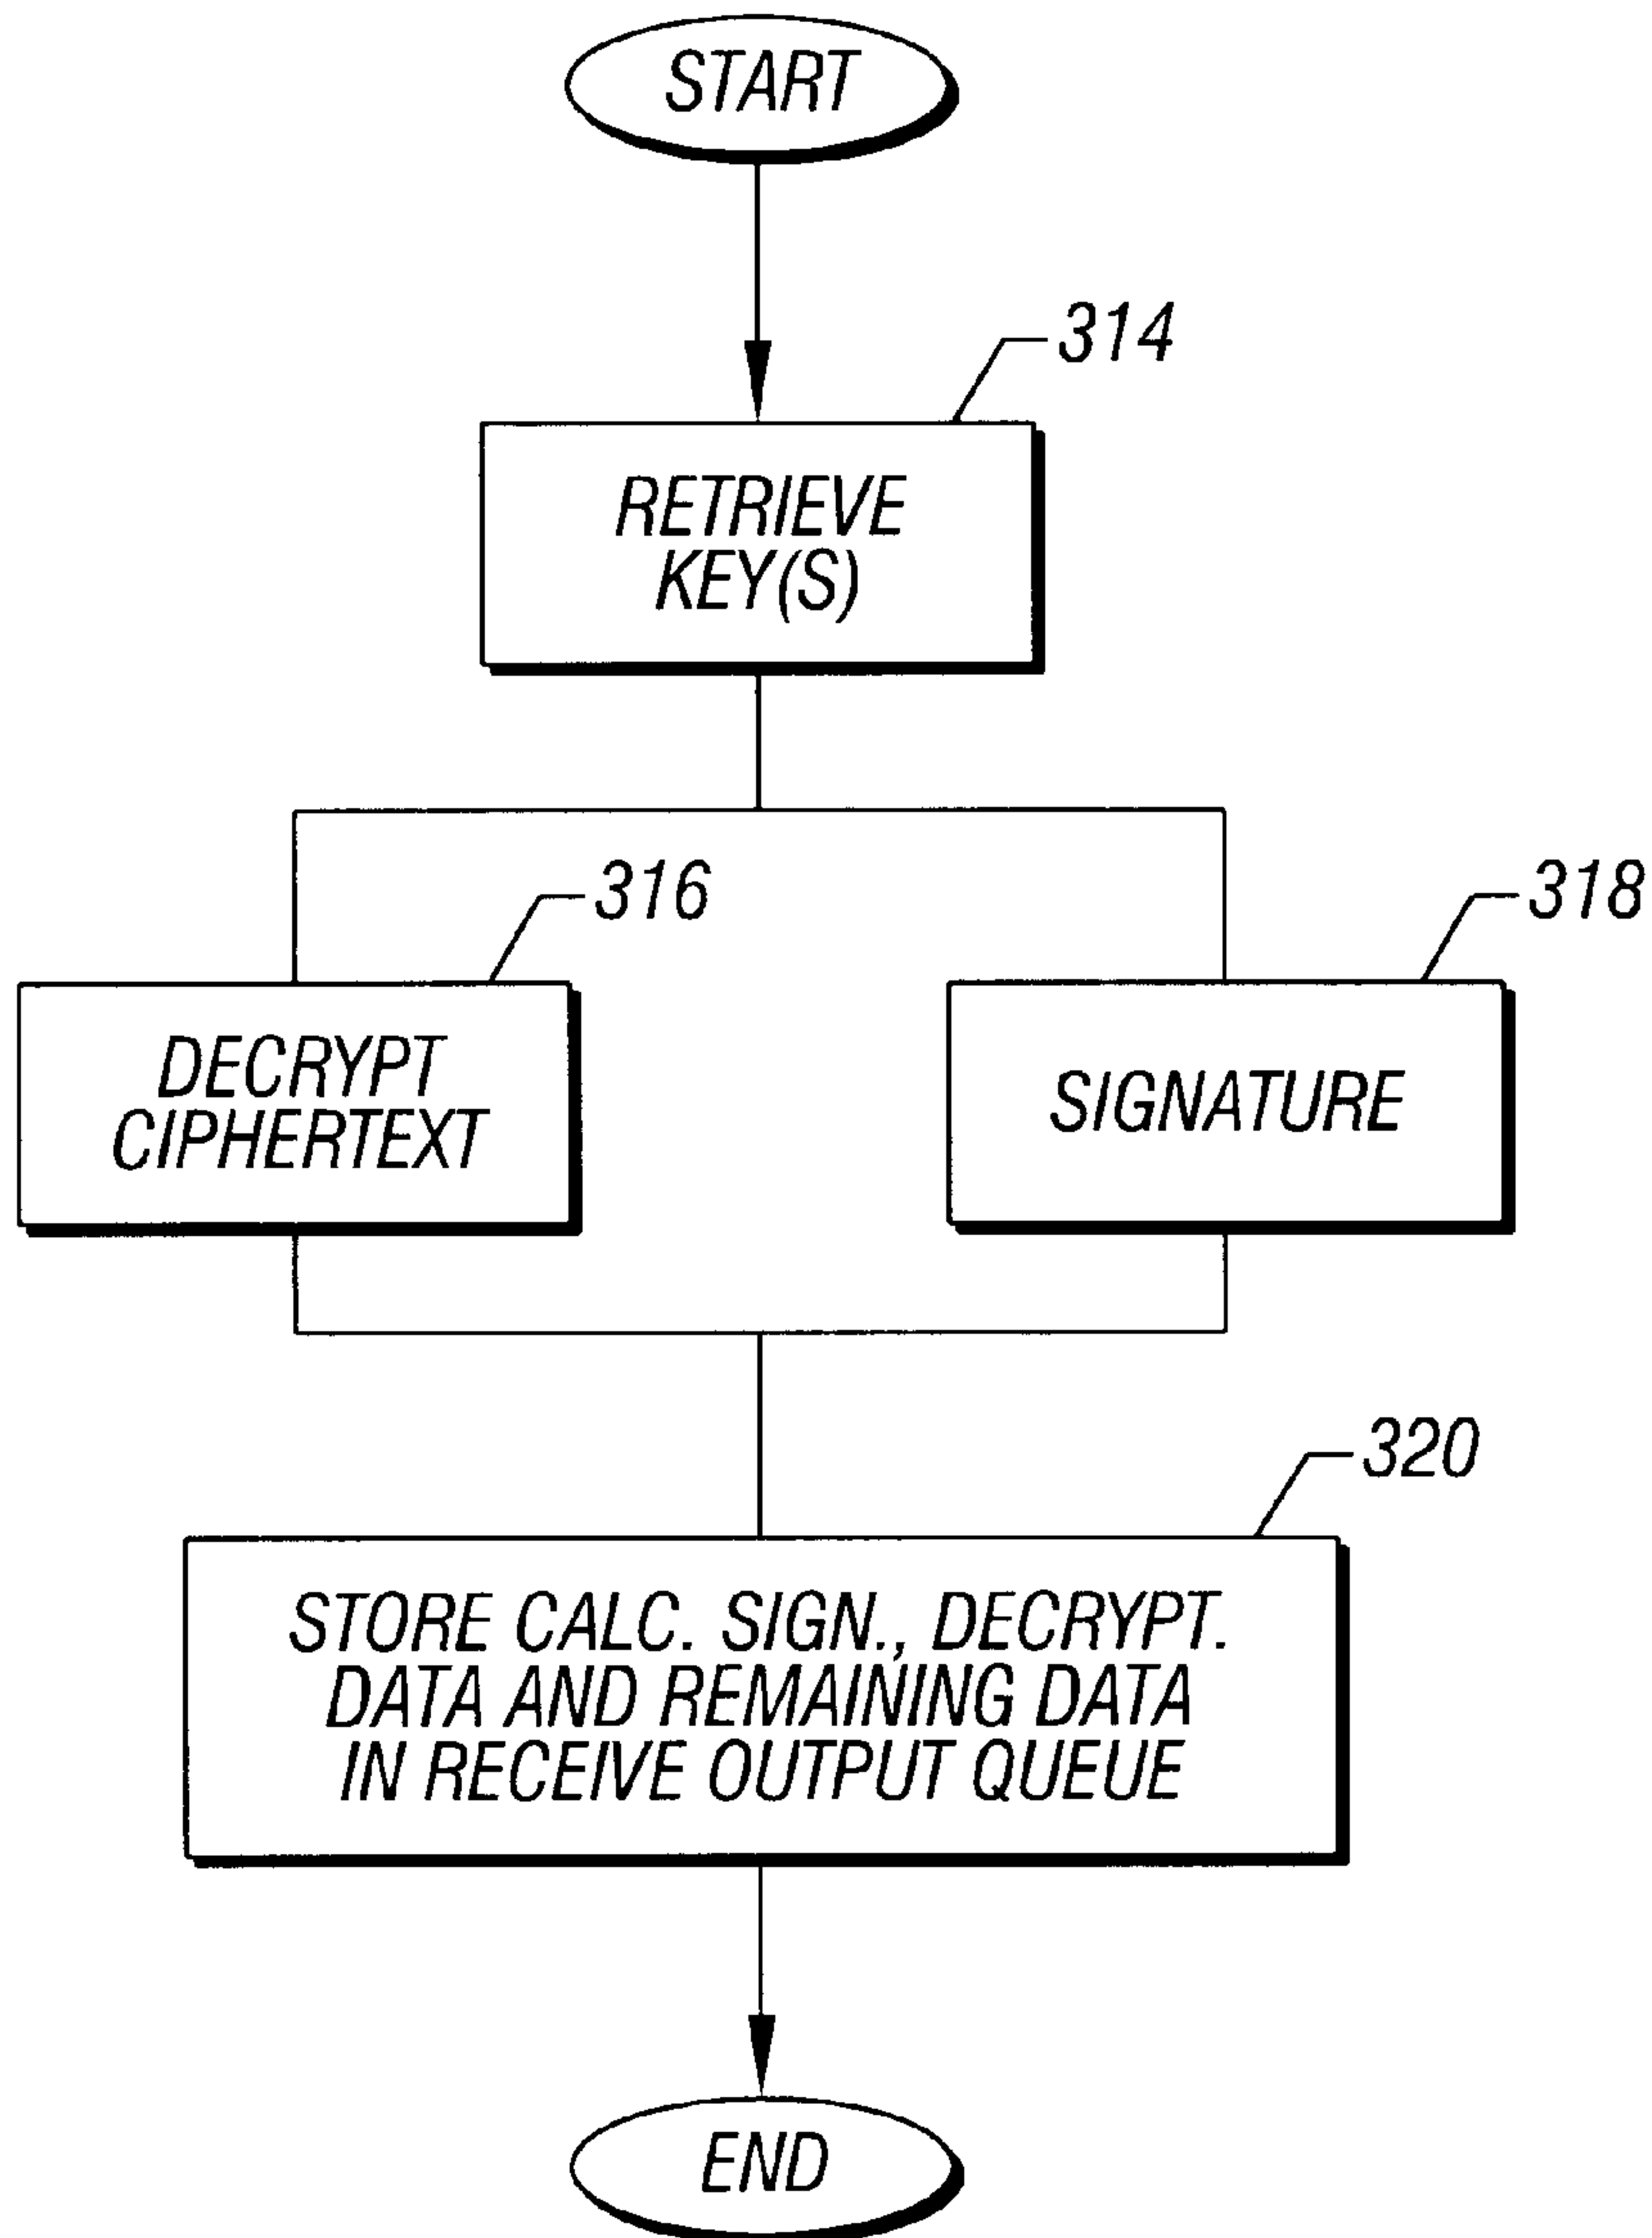 START
314
RETRIEVE
KEY(S)
316
318
DECRYPT
CIPHERTEXT
SIGNATURE
320
STORE CALC. SIGN., DECRYPT.
DATA AND REMAINING DATA
IN RECEIVE OUTPUT QUEUE
END